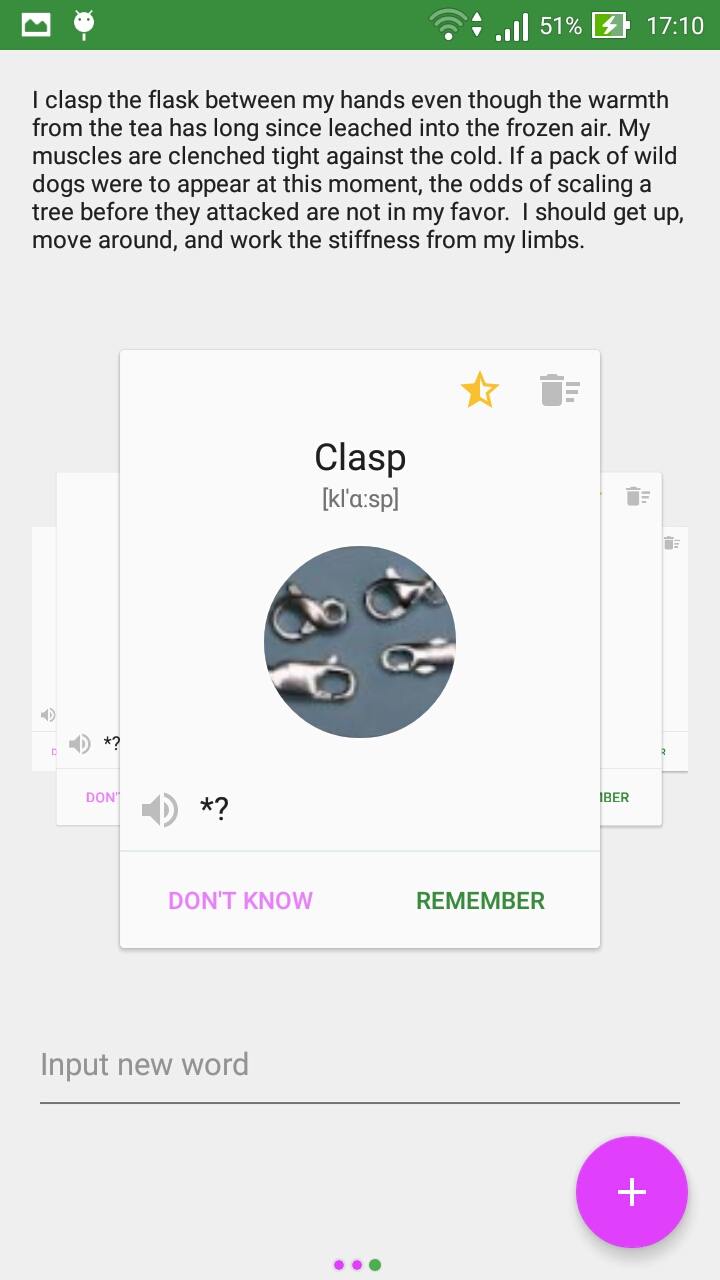 51% 17:10
I clasp the flask between my hands even though the warmth
from the tea has long since leached into the frozen air. My
muscles are clenched tight against the cold. If a pack of wild
dogs were to appear at this moment, the odds of scaling a
tree before they attacked are not in my favor.  I should get up,
move around, and work the stiffness from my limbs.
Clasp
[kl'ɑ:sp]
*?
*?
DON'T
IBER
DON'T KNOW
REMEMBER
Input new word
+